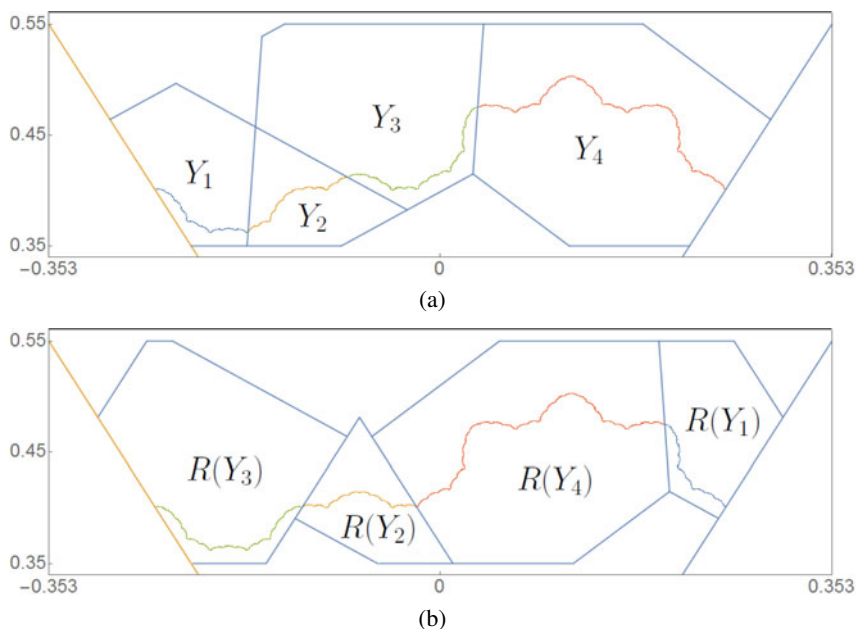 0.55
Y₃
0.45
Y₁
Y₄
Y₂
0.35
−0.353
0
0.353
(a)
0.55
R(Y₁)
0.45
R(Y₃)
R(Y₄)
R(Y₂)
0.35
−0.353
0
0.353
(b)